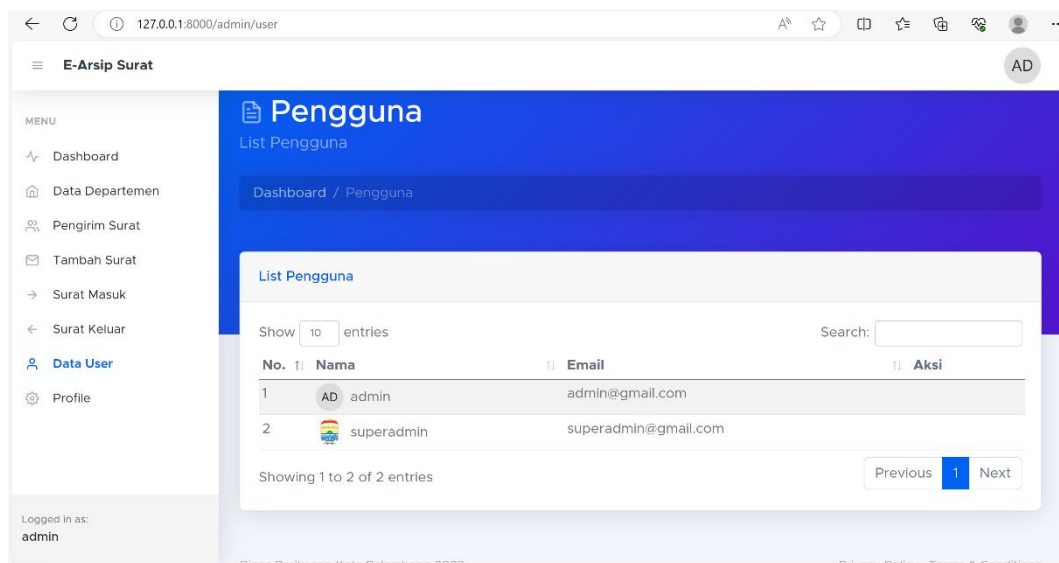 127.0.0.1:8000/admin/user
E-Arsip Surat
AD
MENU
Dashboard
Data Departemen
Pengirim Surat
Tambah Surat
Surat Masuk
Surat Keluar
Data User
Profile
Logged in as:
admin
Pengguna
List Pengguna
Dashboard / Pengguna
List Pengguna
Show 10 entries
Search:
No. Nama Email Aksi
1 AD admin admin@gmail.com
2 superadmin superadmin@gmail.com
Showing 1 to 2 of 2 entries
Previous 1 Next